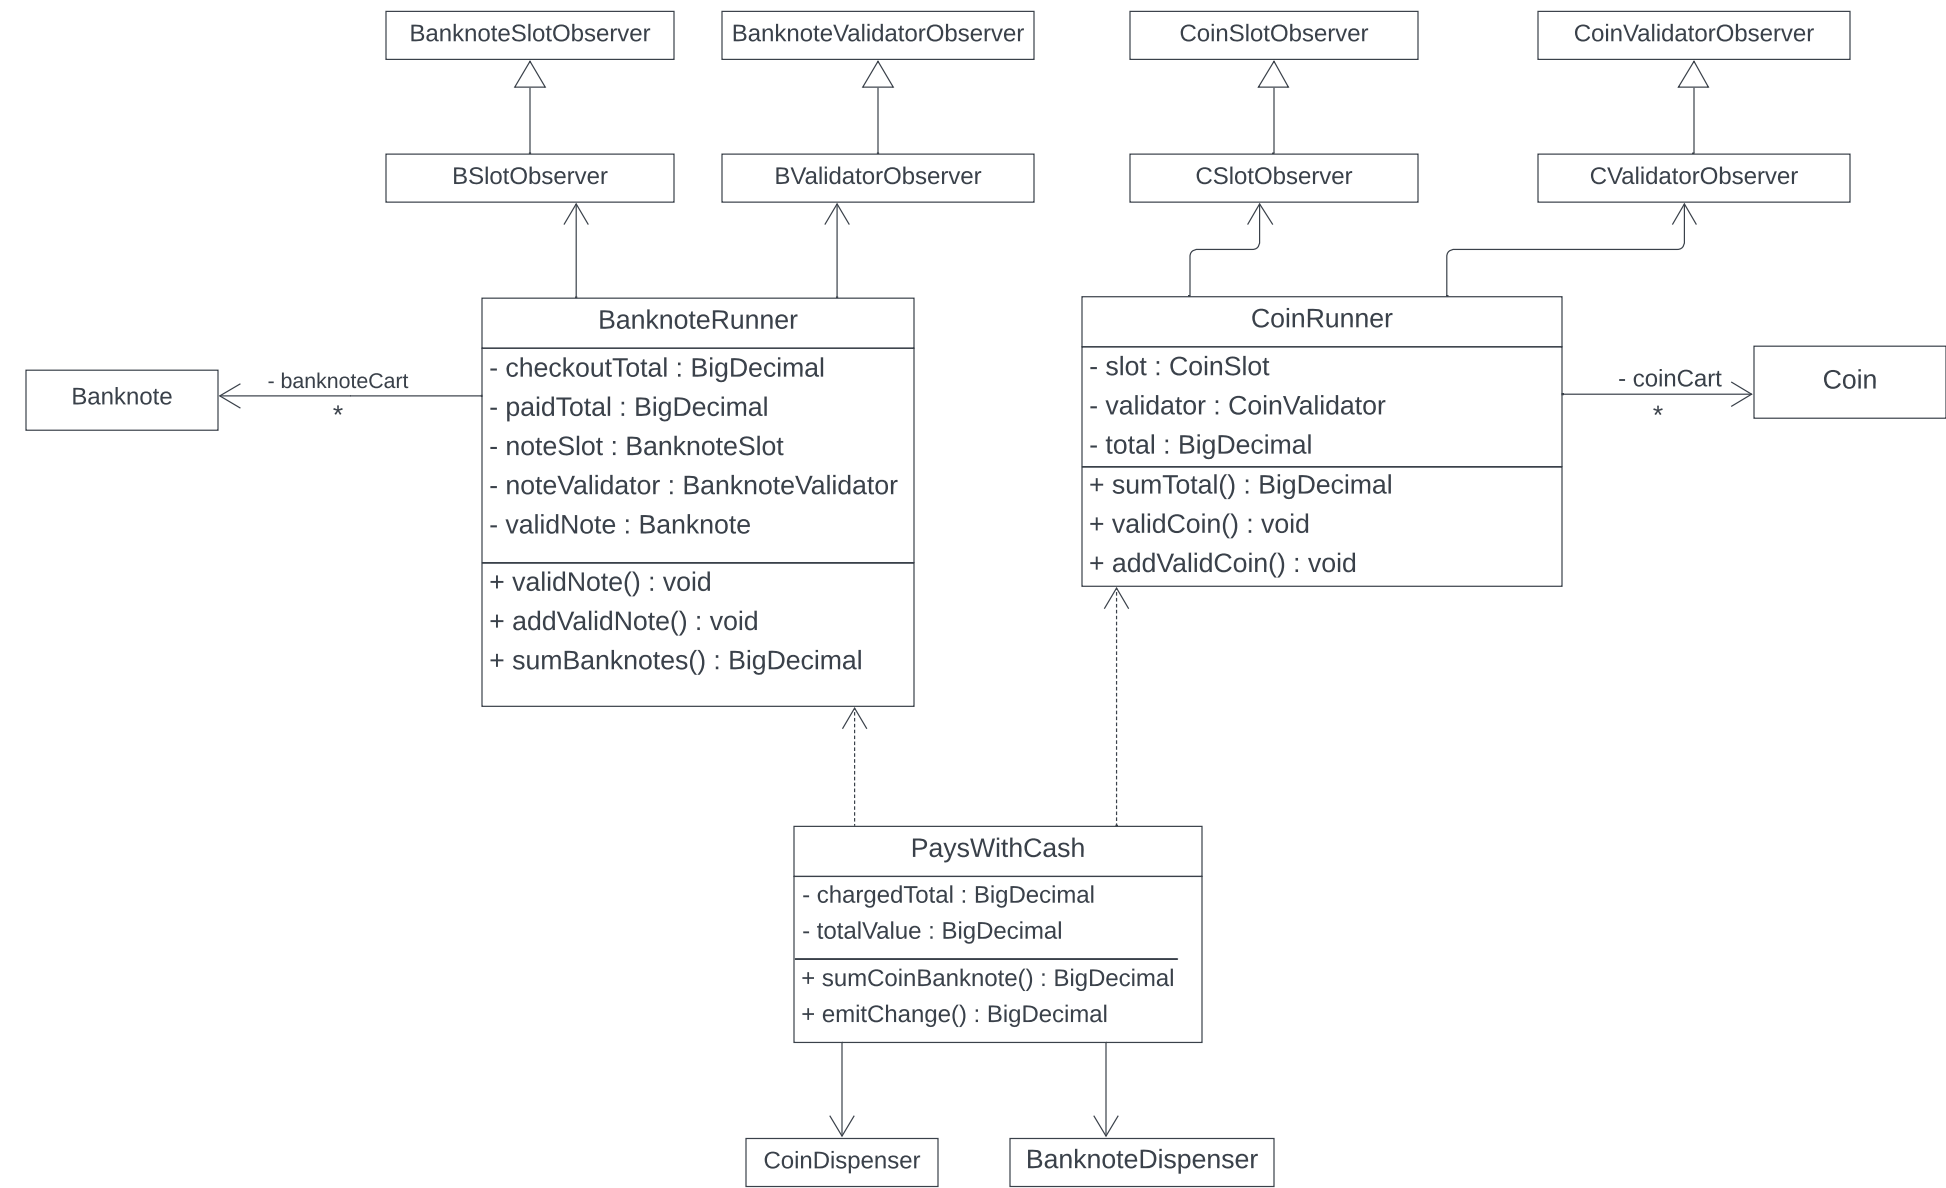 BanknoteSlotObserver
BanknoteValidatorObserver
CoinSlotObserver
CoinValidatorObserver
BSlotObserver
BValidatorObserver
CSlotObserver
CValidatorObserver
BanknoteRunner
- checkoutTotal : BigDecimal
- paidTotal : BigDecimal
- noteSlot : BanknoteSlot
- noteValidator : BanknoteValidator
- validNote : Banknote
+ validNote() : void
+ addValidNote() : void
+ sumBanknotes() : BigDecimal
Banknote
- banknoteCart
*
CoinRunner
- slot : CoinSlot
- validator : CoinValidator
- total : BigDecimal
+ sumTotal() : BigDecimal
+ validCoin() : void
+ addValidCoin() : void
- coinCart
*
Coin
PaysWithCash
- chargedTotal : BigDecimal
- totalValue : BigDecimal
+ sumCoinBanknote() : BigDecimal
+ emitChange() : BigDecimal
CoinDispenser
BanknoteDispenser